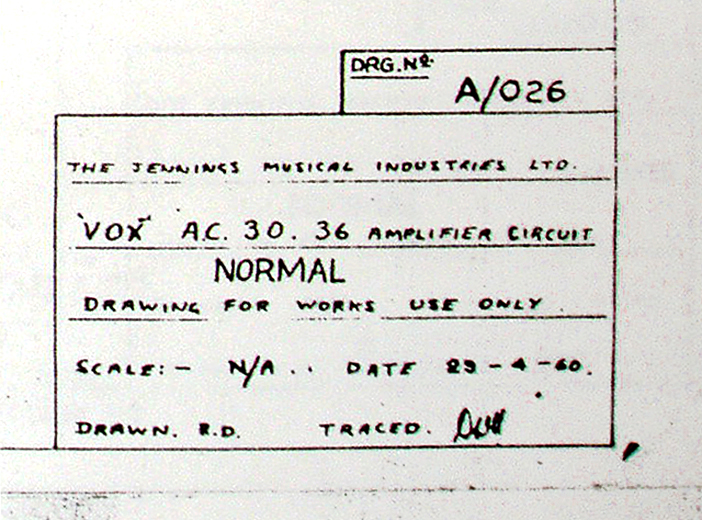 DRG. Nº
A/026
THE JENNINGS MUSICAL INDUSTRIES LTD.
"VOX" A.C. 30. 36 AMPLIFIER CIRCUIT
NORMAL
DRAWING FOR WORKS USE ONLY
SCALE:- N/A .. DATE 29-4-60.
DRAWN. R.D. TRACED.